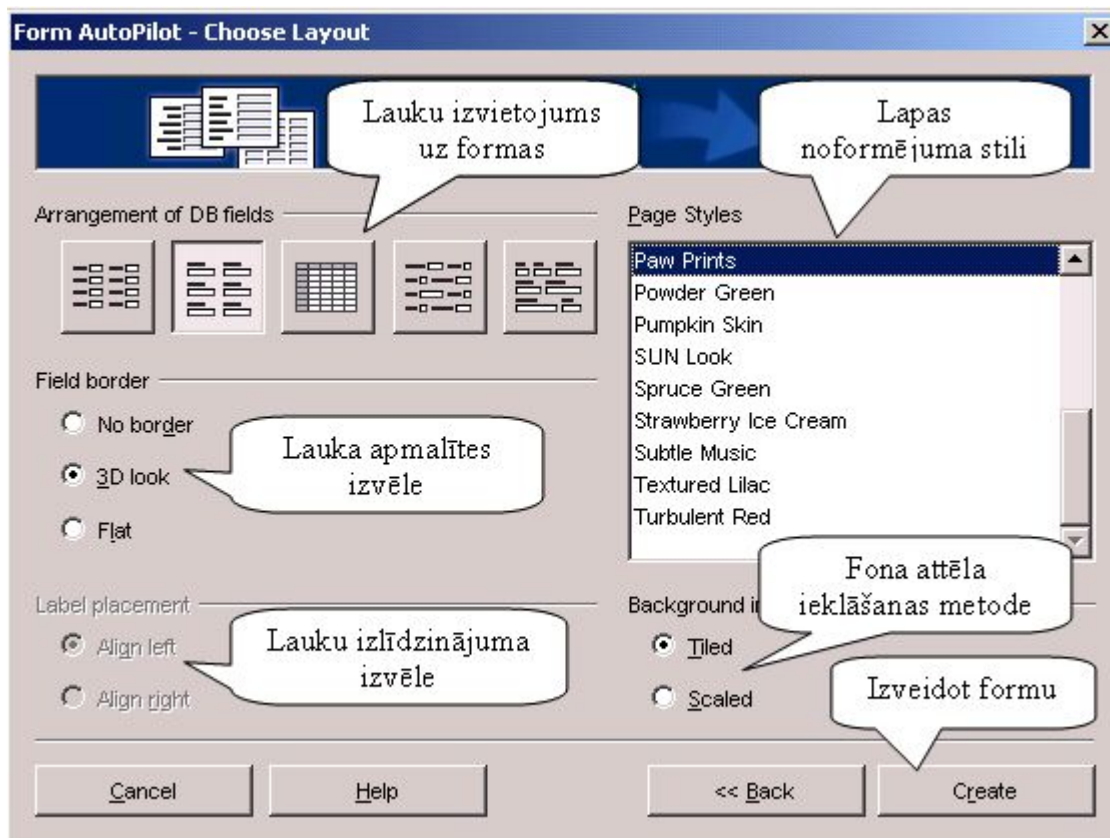 Form AutoPilot - Choose Layout
Lauku izvietojums
uz formas
Lapas
noformējuma stili
Arrangement of DB fields
Page Styles
Paw Prints
Powder Green
Pumpkin Skin
SUN Look
Spruce Green
Strawberry Ice Cream
Subtle Music
Textured Lilac
Turbulent Red
Field border
No border
3D look
Flat
Lauka apmalītes
izvēle
Label placement
Align left
Align right
Lauku izlīdzinājuma
izvēle
Background
Fona attēla
ieklāšanas metode
Tiled
Scaled
Izveidot formu
Cancel
Help
<< Back
Create